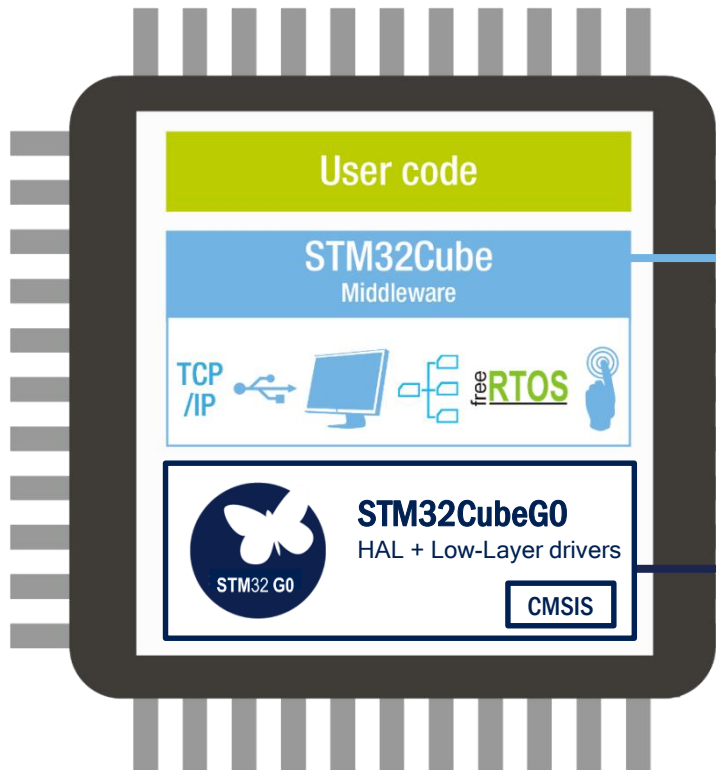 User code
STM32Cube
Middleware
TCP
/IP
free RTOS
STM32CubeG0
HAL + Low-Layer drivers
STM32 G0
CMSIS